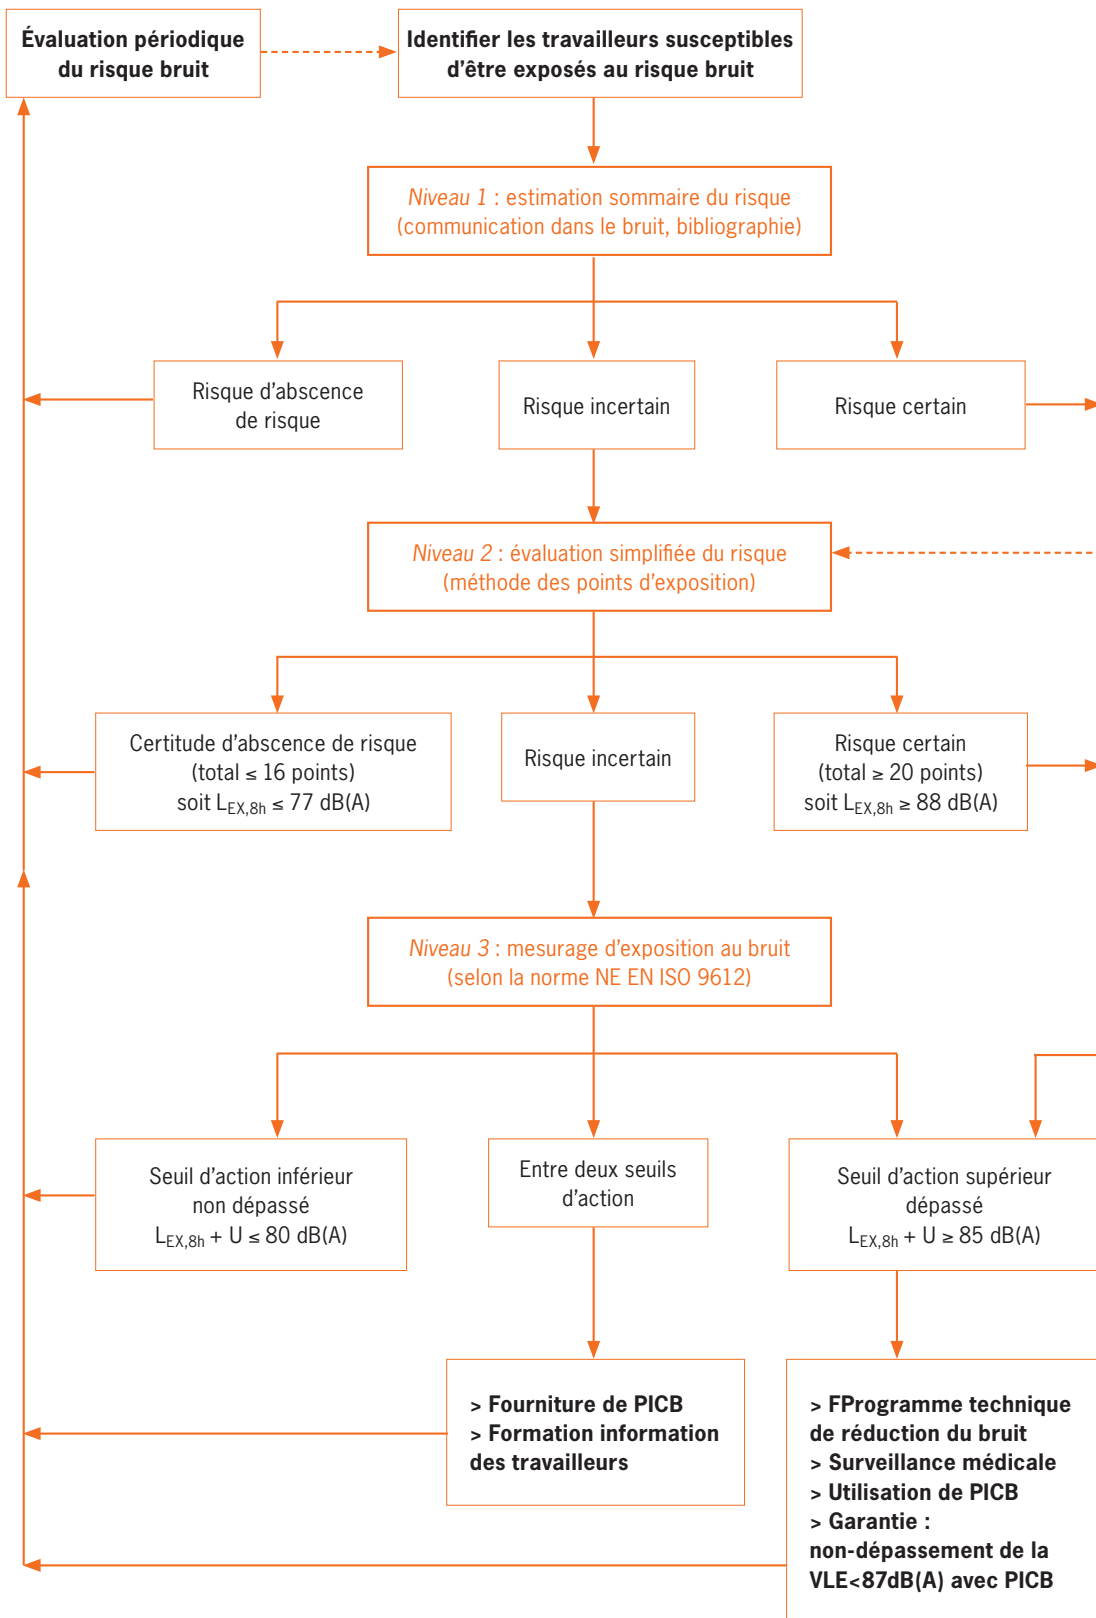 Évaluation périodique
du risque bruit
Identifier les travailleurs susceptibles
d'être exposés au risque bruit
Niveau 1 : estimation sommaire du risque
(communication dans le bruit, bibliographie)
Risque d'abscence
de risque
Risque incertain
Risque certain
Niveau 2 : évaluation simplifiée du risque
(méthode des points d'exposition)
Certitude d'abscence de risque
(total ≤ 16 points)
soit LEX,8h ≤ 77 dB(A)
Risque incertain
Risque certain
(total ≥ 20 points)
soit LEX,8h ≥ 88 dB(A)
Niveau 3 : mesurage d'exposition au bruit
(selon la norme NE EN ISO 9612)
Seuil d'action inférieur
non dépassé
LEX,8h + U ≤ 80 dB(A)
Entre deux seuils
d'action
Seuil d'action supérieur
dépassé
LEX,8h + U ≥ 85 dB(A)
> Fourniture de PICB
> Formation information
des travailleurs
> FProgramme technique
de réduction du bruit
> Surveillance médicale
> Utilisation de PICB
> Garantie :
non-dépassement de la
VLE<87dB(A) avec PICB